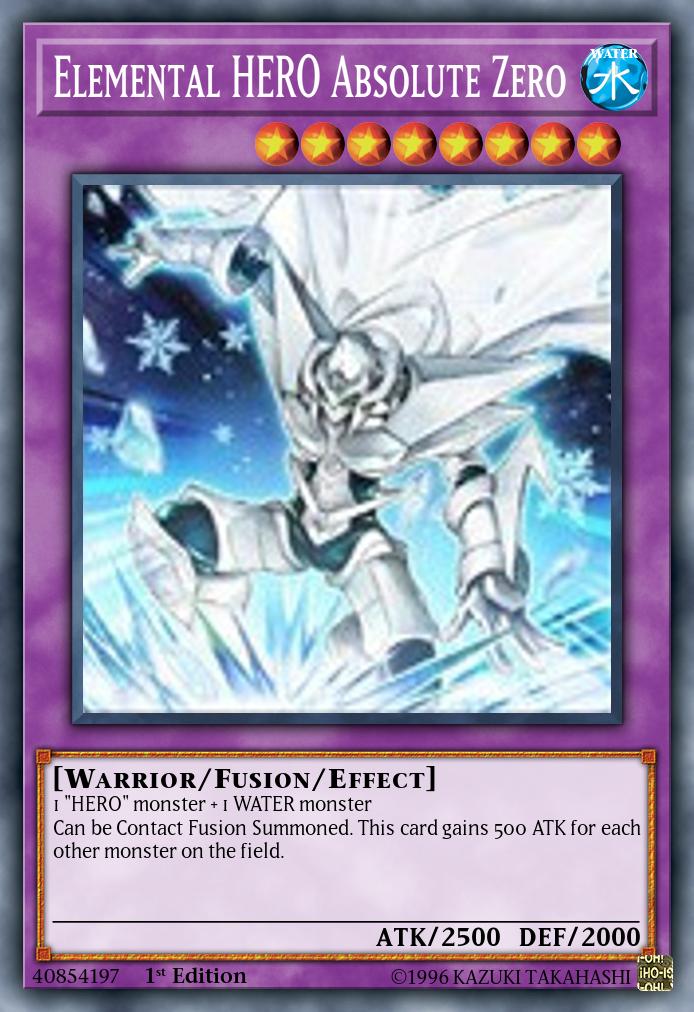 Elemental HERO Absolute Zero
WATER
水
[Warrior/Fusion/Effect]
1 "HERO" monster + 1 WATER monster
Can be Contact Fusion Summoned. This card gains 500 ATK for each
other monster on the field.
ATK/2500 DEF/2000
40854197 1st Edition ©1996 KAZUKI TAKAHASHI